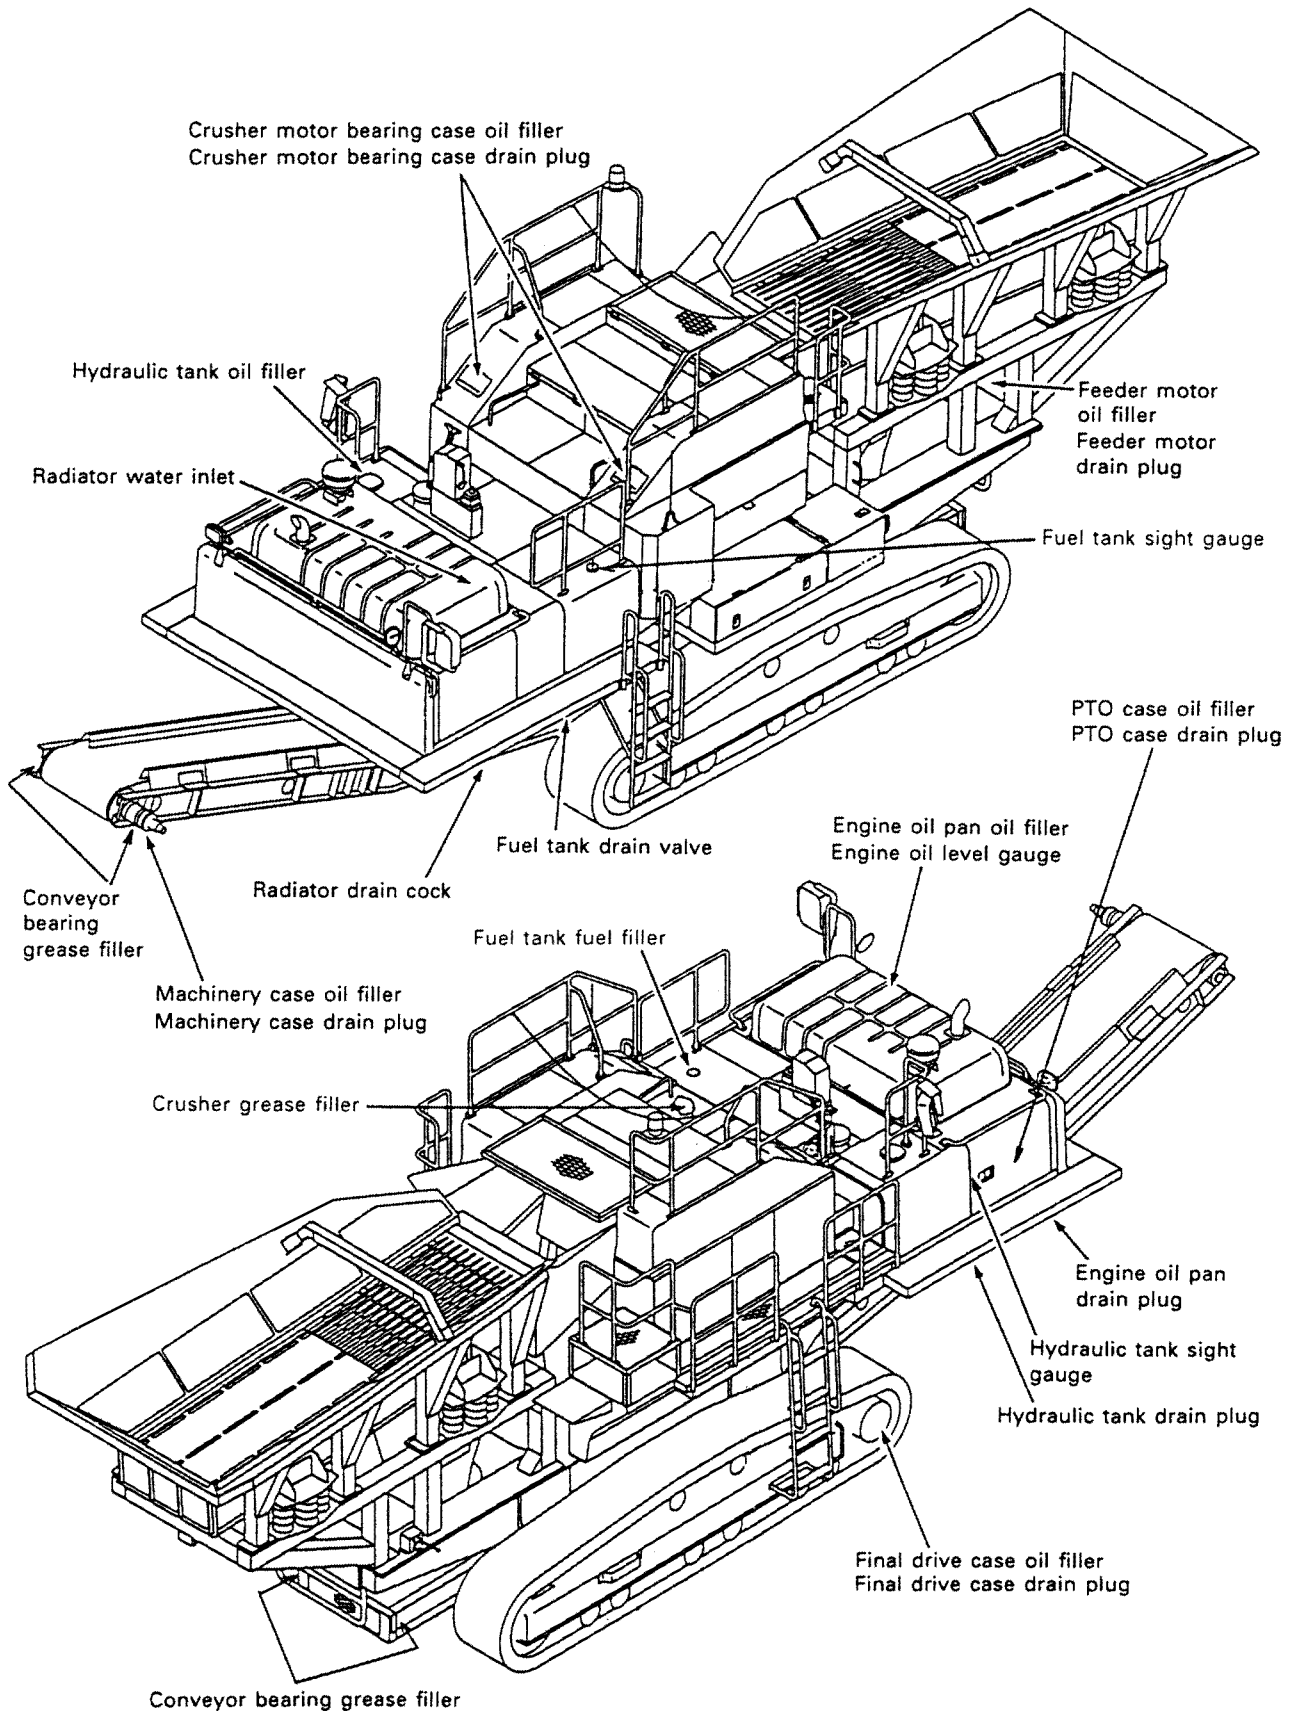 Crusher motor bearing case oil filler
Crusher motor bearing case drain plug
Hydraulic tank oil filler
Radiator water inlet
Feeder motor
oil filler
Feeder motor
drain plug
Fuel tank sight gauge
PTO case oil filler
PTO case drain plug
Fuel tank drain valve
Engine oil pan oil filler
Engine oil level gauge
Radiator drain cock
Conveyor
bearing
grease filler
Fuel tank fuel filler
Machinery case oil filler
Machinery case drain plug
Crusher grease filler
Engine oil pan
drain plug
Hydraulic tank sight
gauge
Hydraulic tank drain plug
Final drive case oil filler
Final drive case drain plug
Conveyor bearing grease filler